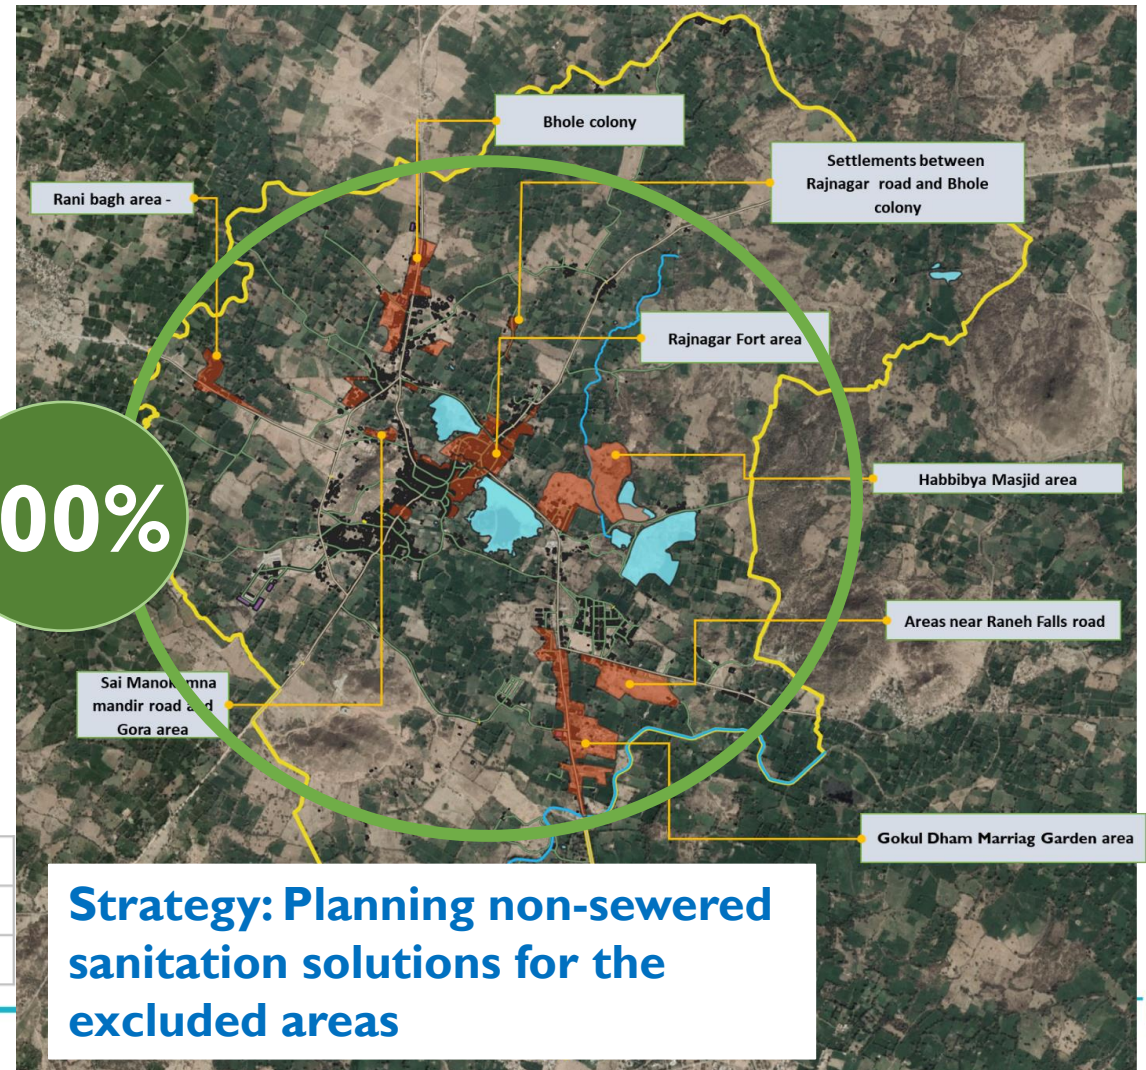 Bhole colony
Settlements between
Rajnagar road and Bhole
colony
Rani bagh area -
Rajnagar Fort area
Habbibya Masjid area
00%
Areas near Raneh Falls road
Sai Manokamna
mandir road and
Gora area
Gokul Dham Marriag Garden area
Strategy: Planning non-sewered
sanitation solutions for the
excluded areas